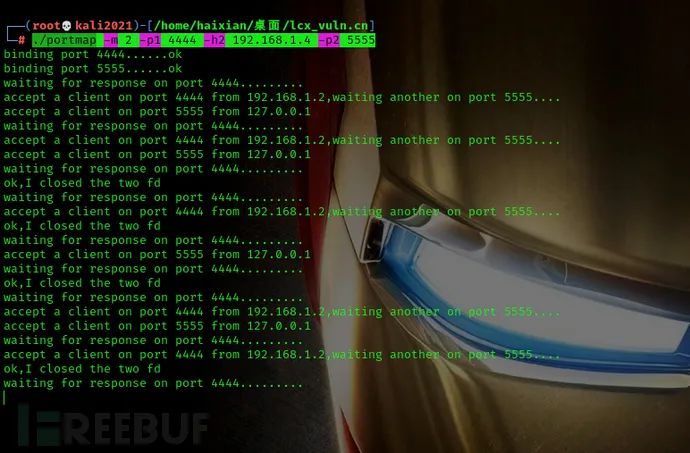 (root💀kali2021)-[/home/haixian/桌面/lcx_vuln.cn]
# ./portmap -m 2 -p1 4444 -h2 192.168.1.4 -p2 5555
binding port 4444......ok
binding port 5555......ok
waiting for response on port 4444.........
accept a client on port 4444 from 192.168.1.2,waiting another on port 5555....
accept a client on port 5555 from 127.0.0.1
waiting for response on port 4444.........
accept a client on port 4444 from 192.168.1.2,waiting another on port 5555....
accept a client on port 5555 from 127.0.0.1
waiting for response on port 4444.........
ok,I closed the two fd
waiting for response on port 4444.........
accept a client on port 4444 from 192.168.1.2,waiting another on port 5555....
ok,I closed the two fd
waiting for response on port 4444.........
accept a client on port 5555 from 127.0.0.1
waiting for response on port 4444.........
ok,I closed the two fd
waiting for response on port 4444.........
accept a client on port 4444 from 192.168.1.2,waiting another on port 5555....
accept a client on port 5555 from 127.0.0.1
waiting for response on port 4444.........
accept a client on port 4444 from 192.168.1.2,waiting another on port 5555....
ok,I closed the two fd
waiting for response on port 4444.........
FREEBUF